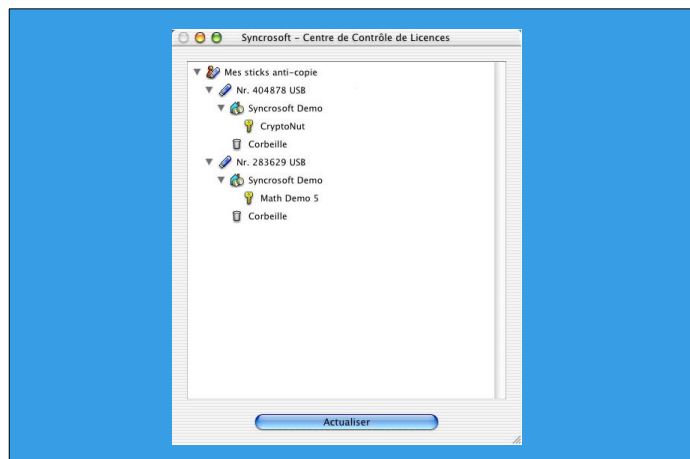 Syncrosoft - Centre de Contrôle de Licences
Mes sticks anti-copie
Nr. 404878 USB
Syncrosoft Demo
CryptoNut
Corbeille
Nr. 283629 USB
Syncrosoft Demo
Math Demo 5
Corbeille
Actualiser